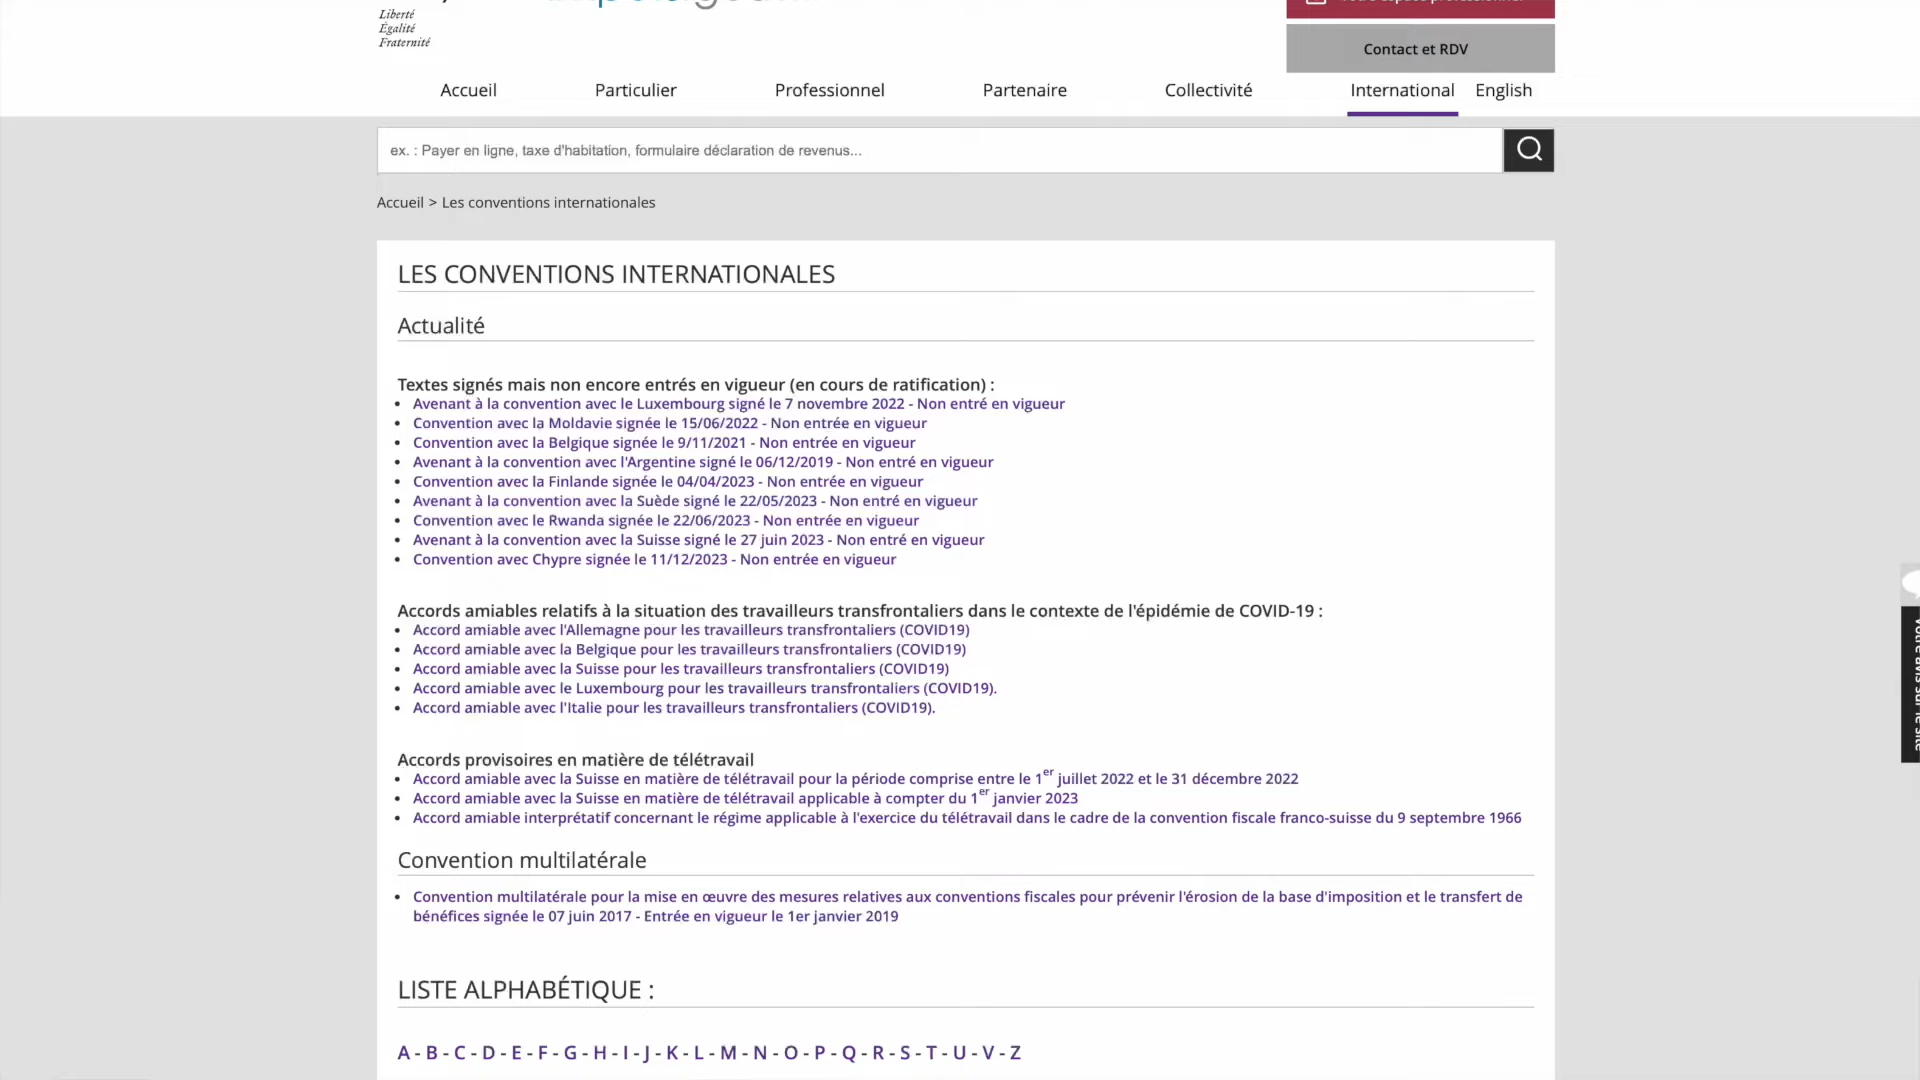 Liberté
Égalité
Fraternité
Contact et RDV
Accueil
Particulier
Professionnel
Partenaire
Collectivité
International
English
ex. : Payer en ligne, taxe d'habitation, formulaire déclaration de revenus...
Accueil > Les conventions internationales
LES CONVENTIONS INTERNATIONALES
Actualité
Textes signés mais non encore entrés en vigueur (en cours de ratification) :
• Avenant à la convention avec le Luxembourg signé le 7 novembre 2022 - Non entré en vigueur
• Convention avec la Moldavie signée le 15/06/2022 - Non entrée en vigueur
• Convention avec la Belgique signée le 9/11/2021 - Non entrée en vigueur
• Avenant à la convention avec l'Argentine signé le 06/12/2019 - Non entré en vigueur
• Convention avec la Finlande signée le 04/04/2023 - Non entrée en vigueur
• Avenant à la convention avec la Suède signé le 22/05/2023 - Non entré en vigueur
• Convention avec le Rwanda signée le 22/06/2023 - Non entrée en vigueur
• Avenant à la convention avec la Suisse signé le 27 juin 2023 - Non entré en vigueur
• Convention avec Chypre signée le 11/12/2023 - Non entrée en vigueur
Accords amiables relatifs à la situation des travailleurs transfrontaliers dans le contexte de l'épidémie de COVID-19 :
• Accord amiable avec l'Allemagne pour les travailleurs transfrontaliers (COVID19)
• Accord amiable avec la Belgique pour les travailleurs transfrontaliers (COVID19)
• Accord amiable avec la Suisse pour les travailleurs transfrontaliers (COVID19)
• Accord amiable avec le Luxembourg pour les travailleurs transfrontaliers (COVID19).
• Accord amiable avec l'Italie pour les travailleurs transfrontaliers (COVID19).
Accords provisoires en matière de télétravail
• Accord amiable avec la Suisse en matière de télétravail pour la période comprise entre le 1er juillet 2022 et le 31 décembre 2022
• Accord amiable avec la Suisse en matière de télétravail applicable à compter du 1er janvier 2023
• Accord amiable interprétatif concernant le régime applicable à l'exercice du télétravail dans le cadre de la convention fiscale franco-suisse du 9 septembre 1966
Convention multilatérale
• Convention multilatérale pour la mise en œuvre des mesures relatives aux conventions fiscales pour prévenir l'érosion de la base d'imposition et le transfert de
bénéfices signée le 07 juin 2017 - Entrée en vigueur le 1er janvier 2019
LISTE ALPHABÉTIQUE :
A - B - C - D - E - F - G - H - I - J - K - L - M - N - O - P - Q - R - S - T - U - V - Z